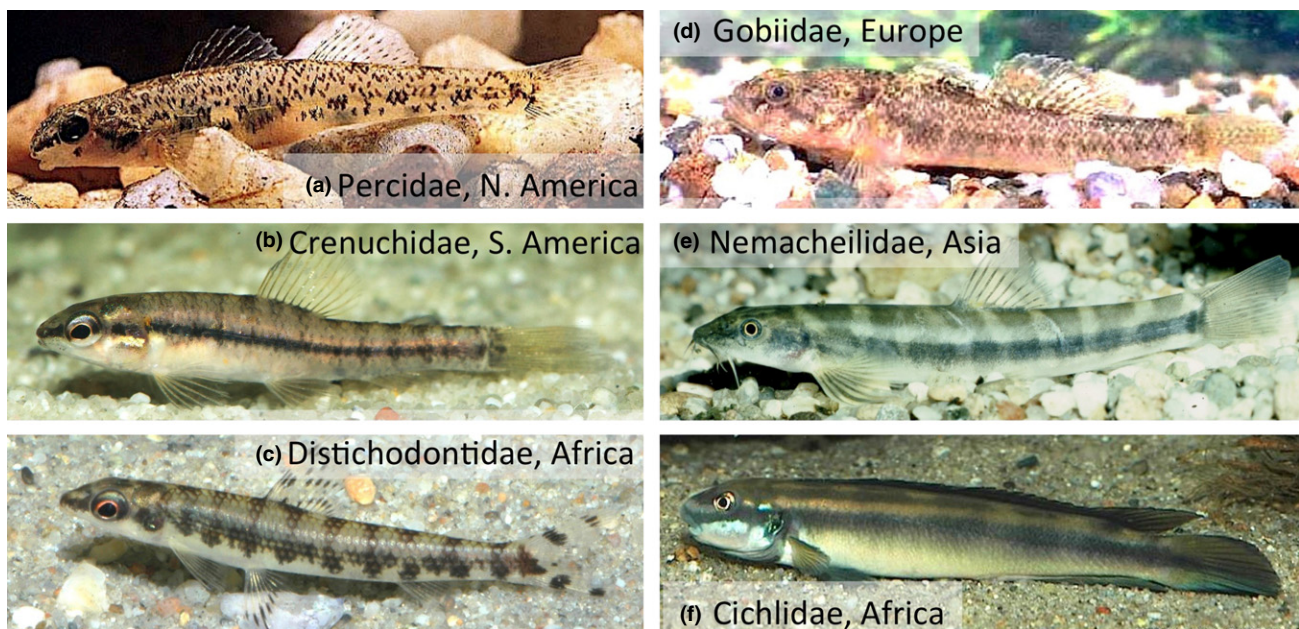 (a) Percidae, N. America
(b) Crenuchidae, S. America
(c) Distichodontidae, Africa
(d) Gobiidae, Europe
(e) Nemacheilidae, Asia
(f) Cichlidae, Africa